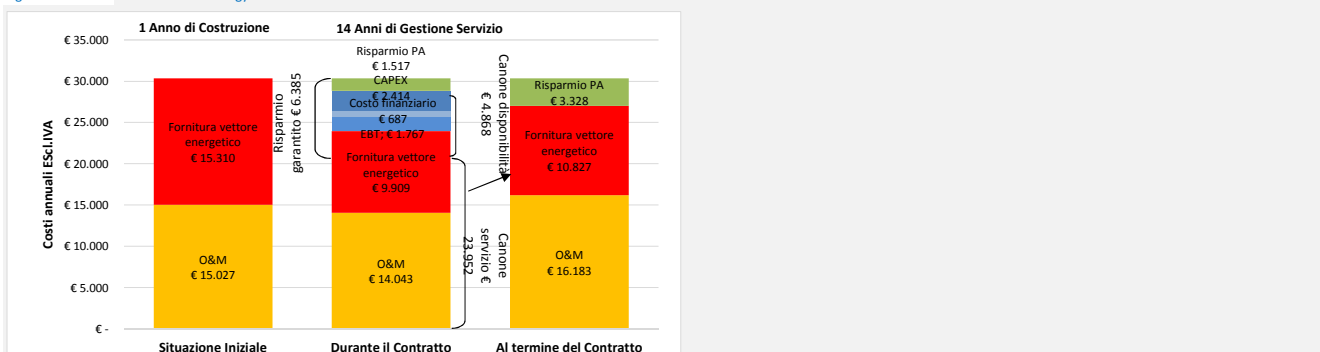 1 Anno di Costruzione
14 Anni di Gestione Servizio
Costi annuali EScl.IVA
€ 35.000
€ 30.000
€ 25.000
€ 20.000
€ 15.000
€ 10.000
€ 5.000
€ -
Fornitura vettore
energetico
€ 15.310
O&M
€ 15.027
Risparmio
garantito € 6.385
Risparmio PA
€ 1.517
CAPEX
€ 2.414
Costo finanziario
€ 687
EBT; € 1.767
Fornitura vettore
energetico
€ 9.909
O&M
€ 14.043
Canone disponibilità
€ 4.868
Canone
servizio €
23.952
Risparmio PA
€ 3.328
Fornitura vettore
energetico
€ 10.827
O&M
€ 16.183
Situazione Iniziale
Durante il Contratto
Al termine del Contratto